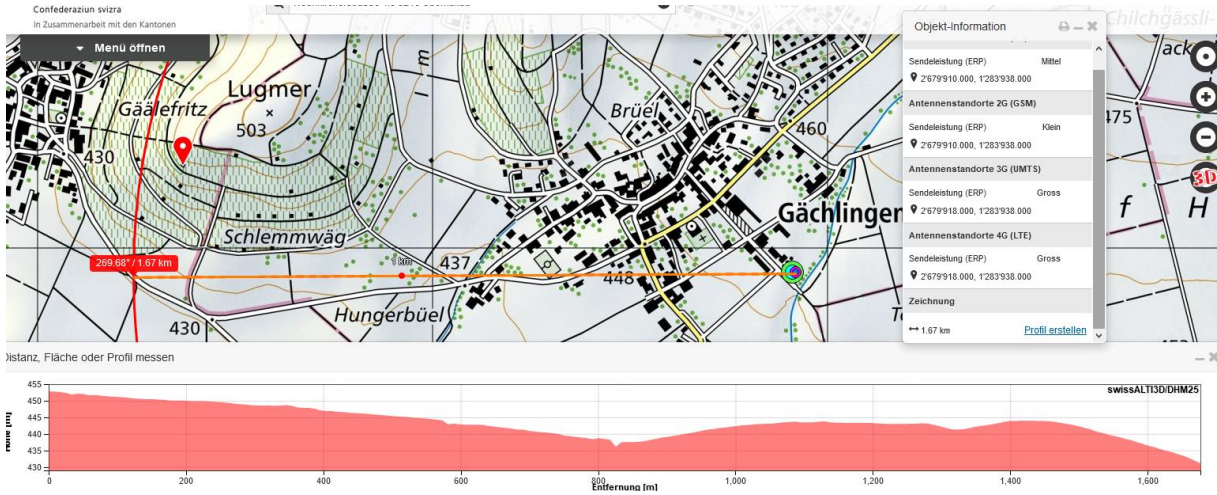 Confederaziun svizra
In Zusammenarbeit mit den Kantonen
Menü öffnen
Objekt-Information
Chilchgässli-
Sendeleistung (ERP) Mittel
2'679'910.000, 1'283'938.000
Antennenstandorte 2G (GSM)
Sendeleistung (ERP) Klein
2'679'910.000, 1'283'938.000
Antennenstandorte 3G (UMTS)
Sendeleistung (ERP) Gross
2'679'918.000, 1'283'938.000
Antennenstandorte 4G (LTE)
Sendeleistung (ERP) Gross
2'679'918.000, 1'283'938.000
Zeichnung
1.67 km Profil erstellen
Lugmer
503
Gäälefritz
430
Brüel
460
475
ack
3D
Gächlingen
f H
Schlemmwäg
269.68° / 1.67 km
1 km
437
448
Hungerbüel
430
Distanz, Fläche oder Profil messen
swissALTI3D/DHM25
455
450
445
440
435
430
Höhe [m]
0 200 400 600 800 1,000 1,200 1,400 1,600
Entfernung [m]